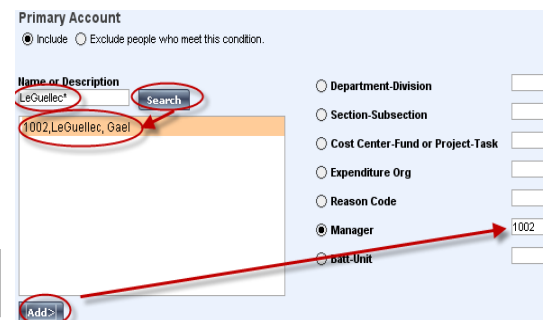 Primary Account
Include Exclude people who meet this condition.
Name or Description
LeGuellec*
Search
1002,LeGuellec, Gael
Add>
Department-Division
Section-Subsection
Cost Center-Fund or Project-Task
Expenditure Org
Reason Code
Manager
1002
Batt-Unit